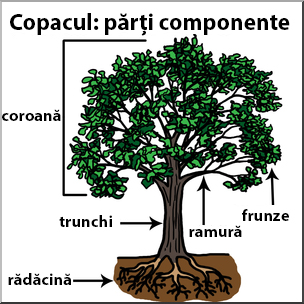 Copacul: părți componente
coroană
trunchi
ramură
frunze
rădăcină